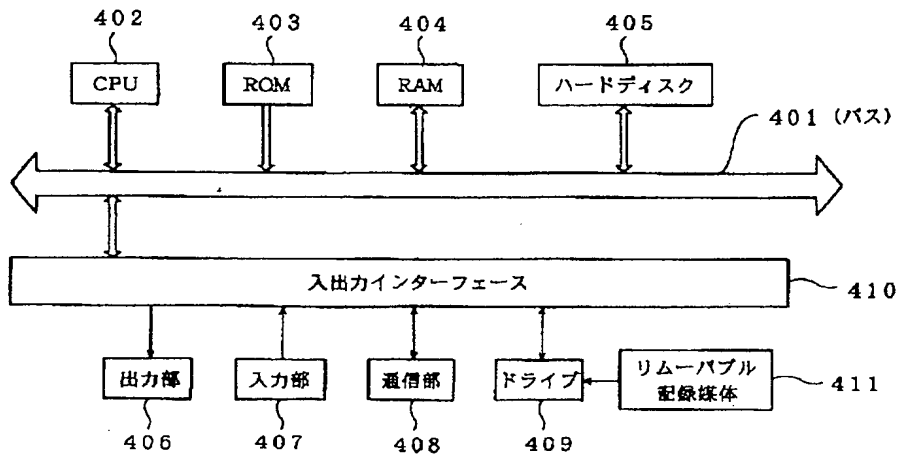 402
403
404
405
CPU
ROM
RAM
ハードディスク
401(バス)
入出力インターフェース
410
出力部
入力部
通信部
ドライブ
リムーバブル
記録媒体
411
406
407
408
409